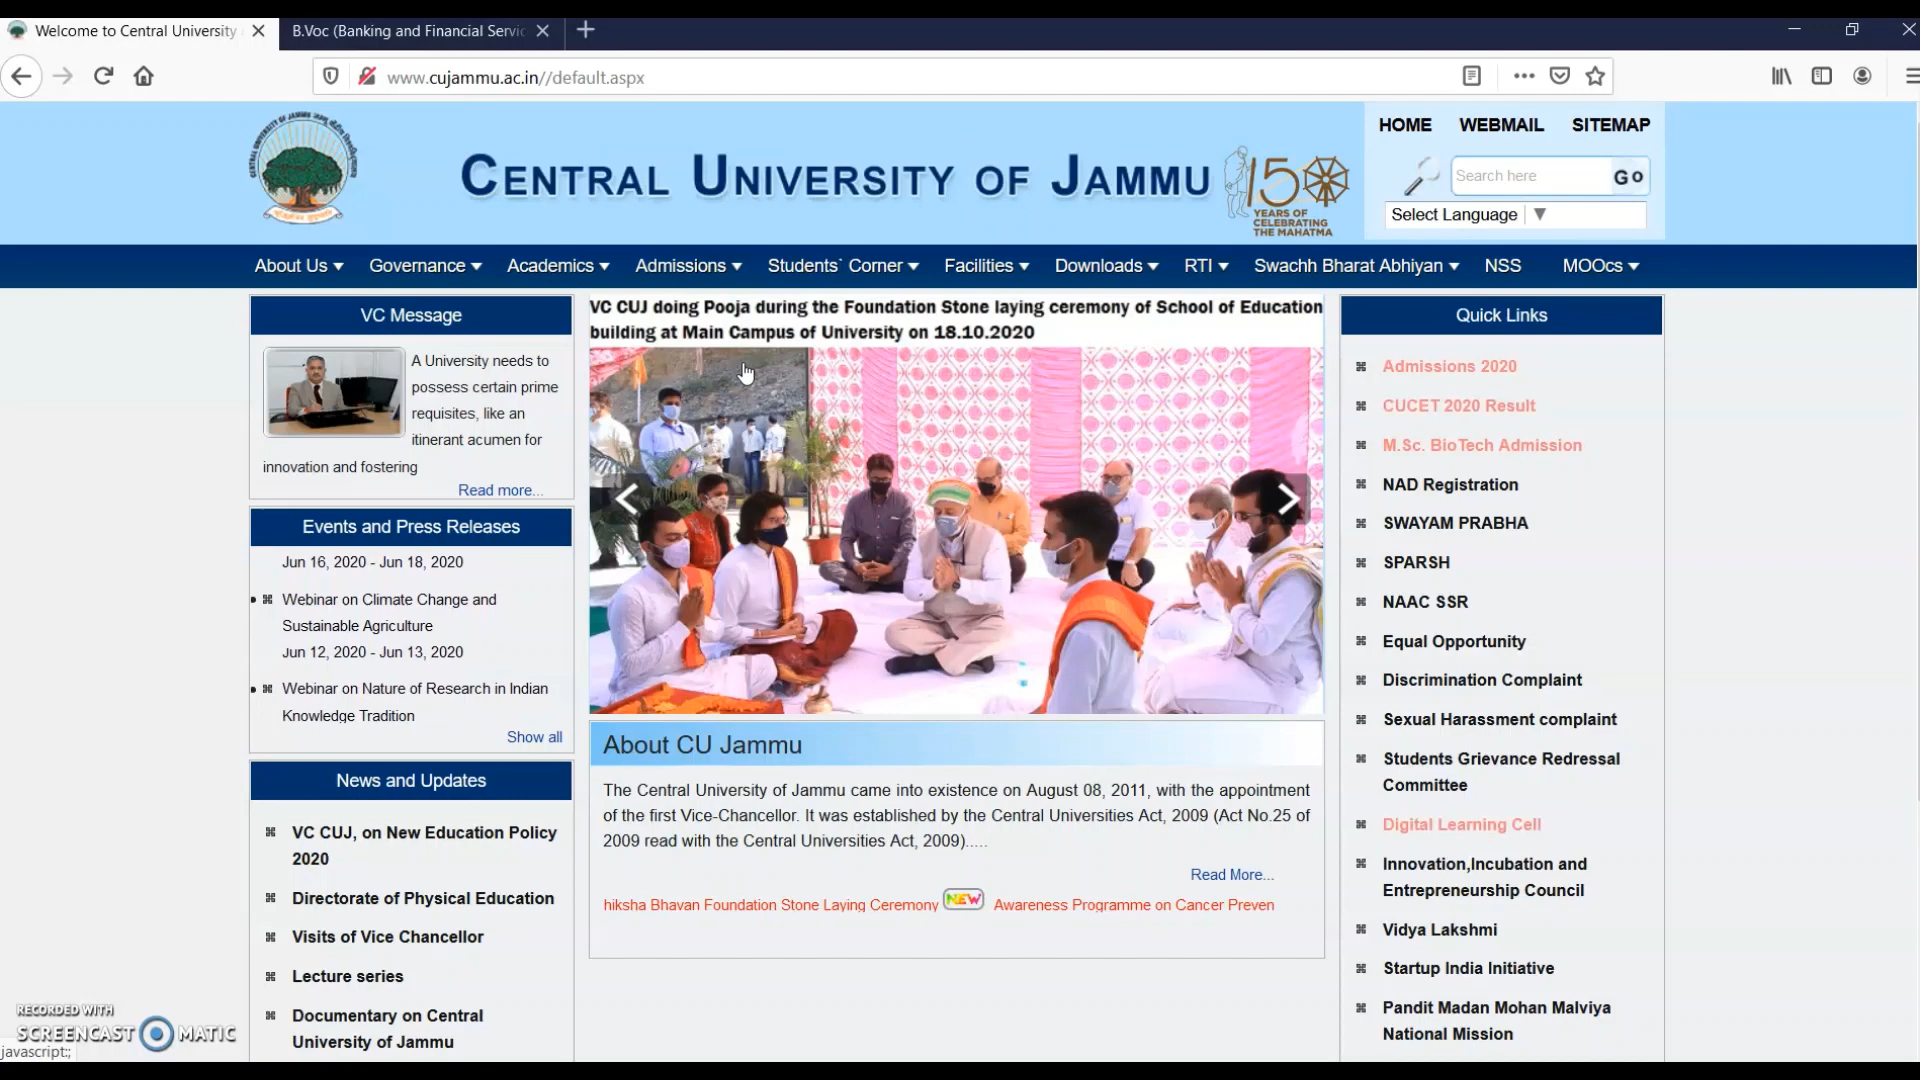 Welcome to Central University
B.Voc (Banking and Financial Servic
www.cujammu.ac.in//default.aspx
HOME WEBMAIL SITEMAP
CENTRAL UNIVERSITY OF JAMMU
150
YEARS OF
CELEBRATING
THE MAHATMA
Search here
Go
Select Language ▼
About Us Governance Academics Admissions Students` Corner Facilities Downloads RTI Swachh Bharat Abhiyan NSS MOOcs
VC Message
A University needs to
possess certain prime
requisites, like an
itinerant acumen for
innovation and fostering
Read more...
Events and Press Releases
Jun 16, 2020 - Jun 18, 2020
Webinar on Climate Change and
Sustainable Agriculture
Jun 12, 2020 - Jun 13, 2020
Webinar on Nature of Research in Indian
Knowledge Tradition
Show all
News and Updates
VC CUJ, on New Education Policy
2020
Directorate of Physical Education
Visits of Vice Chancellor
Lecture series
Documentary on Central
University of Jammu
VC CUJ doing Pooja during the Foundation Stone laying ceremony of School of Education
building at Main Campus of University on 18.10.2020
About CU Jammu
The Central University of Jammu came into existence on August 08, 2011, with the appointment
of the first Vice-Chancellor. It was established by the Central Universities Act, 2009 (Act No.25 of
2009 read with the Central Universities Act, 2009).....
Read More...
hiksha Bhavan Foundation Stone Laying Ceremony NEW Awareness Programme on Cancer Preven
Quick Links
Admissions 2020
CUCET 2020 Result
M.Sc. BioTech Admission
NAD Registration
SWAYAM PRABHA
SPARSH
NAAC SSR
Equal Opportunity
Discrimination Complaint
Sexual Harassment complaint
Students Grievance Redressal
Committee
Digital Learning Cell
Innovation,Incubation and
Entrepreneurship Council
Vidya Lakshmi
Startup India Initiative
Pandit Madan Mohan Malviya
National Mission
RECORDED WITH
SCREENCAST MATIC
javascript:;